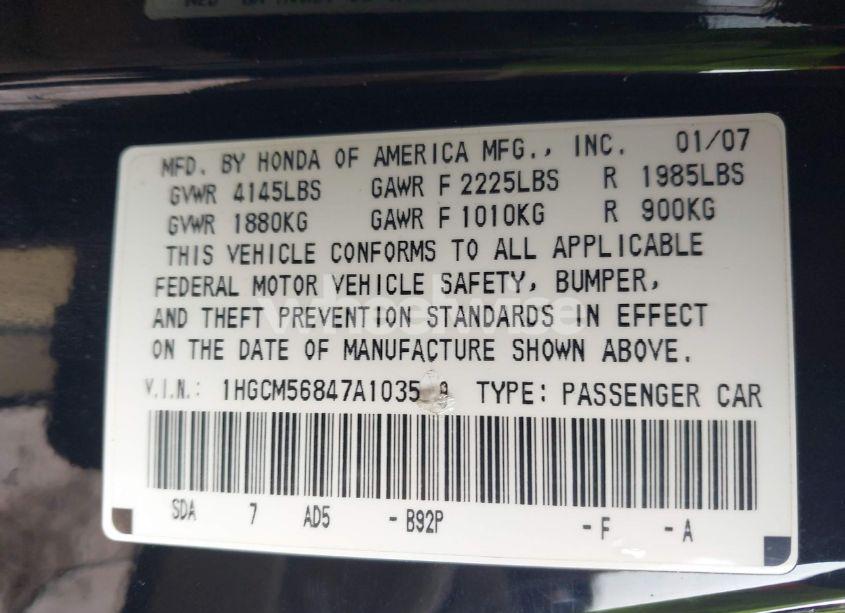 MFD. BY HONDA OF AMERICA MFG., INC. 01/07
GVWR 4145LBS GAWR F 2225LBS R 1985LBS
GVWR 1880KG GAWR F 1010KG R 900KG
THIS VEHICLE CONFORMS TO ALL APPLICABLE
FEDERAL MOTOR VEHICLE SAFETY, BUMPER,
wheelwise
AND THEFT PREVENTION STANDARDS IN EFFECT
ON THE DATE OF MANUFACTURE SHOWN ABOVE.
V.I.N.: TYPE: PASSENGER CAR
SDA 7 AD5 - B92P - F - A